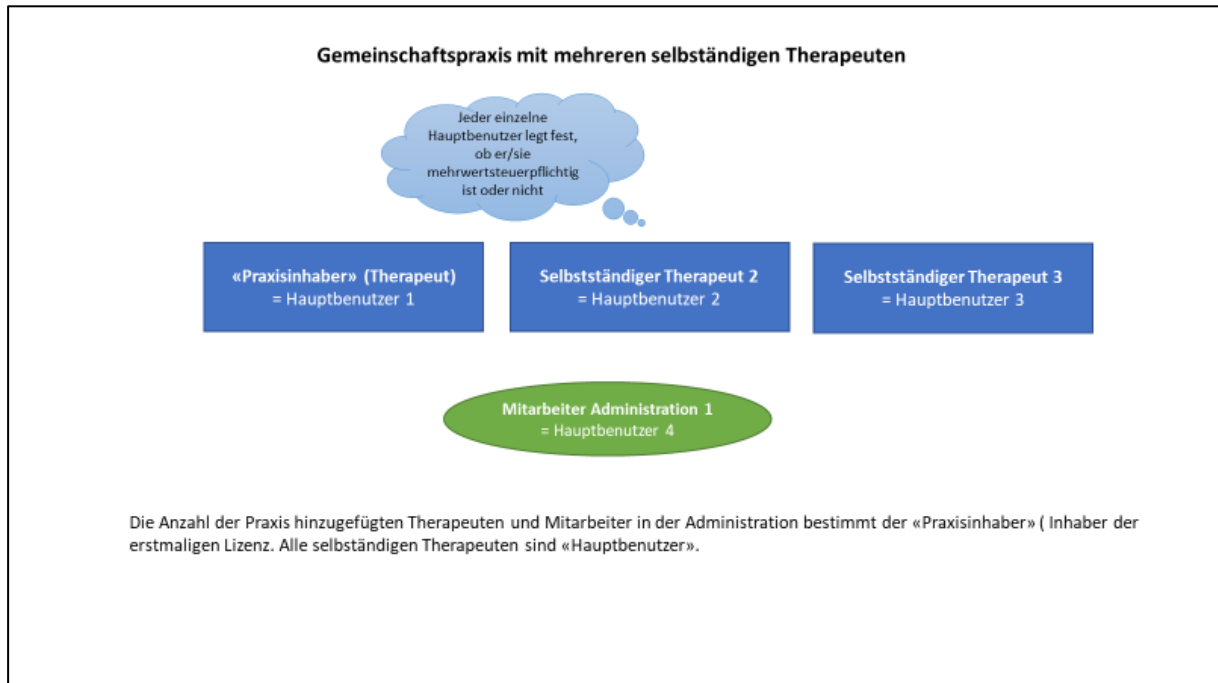 Gemeinschaftspraxis mit mehreren selbständigen Therapeuten
Jeder einzelne
Hauptbenutzer legt fest,
ob er/sie
mehrwertsteuerpflichtig
ist oder nicht
«Praxisinhaber» (Therapeut)
= Hauptbenutzer 1
Selbstständiger Therapeut 2
= Hauptbenutzer 2
Selbstständiger Therapeut 3
= Hauptbenutzer 3
Mitarbeiter Administration 1
= Hauptbenutzer 4
Die Anzahl der Praxis hinzugefügten Therapeuten und Mitarbeiter in der Administration bestimmt der «Praxisinhaber» ( Inhaber der
erstmaligen Lizenz. Alle selbständigen Therapeuten sind «Hauptbenutzer».